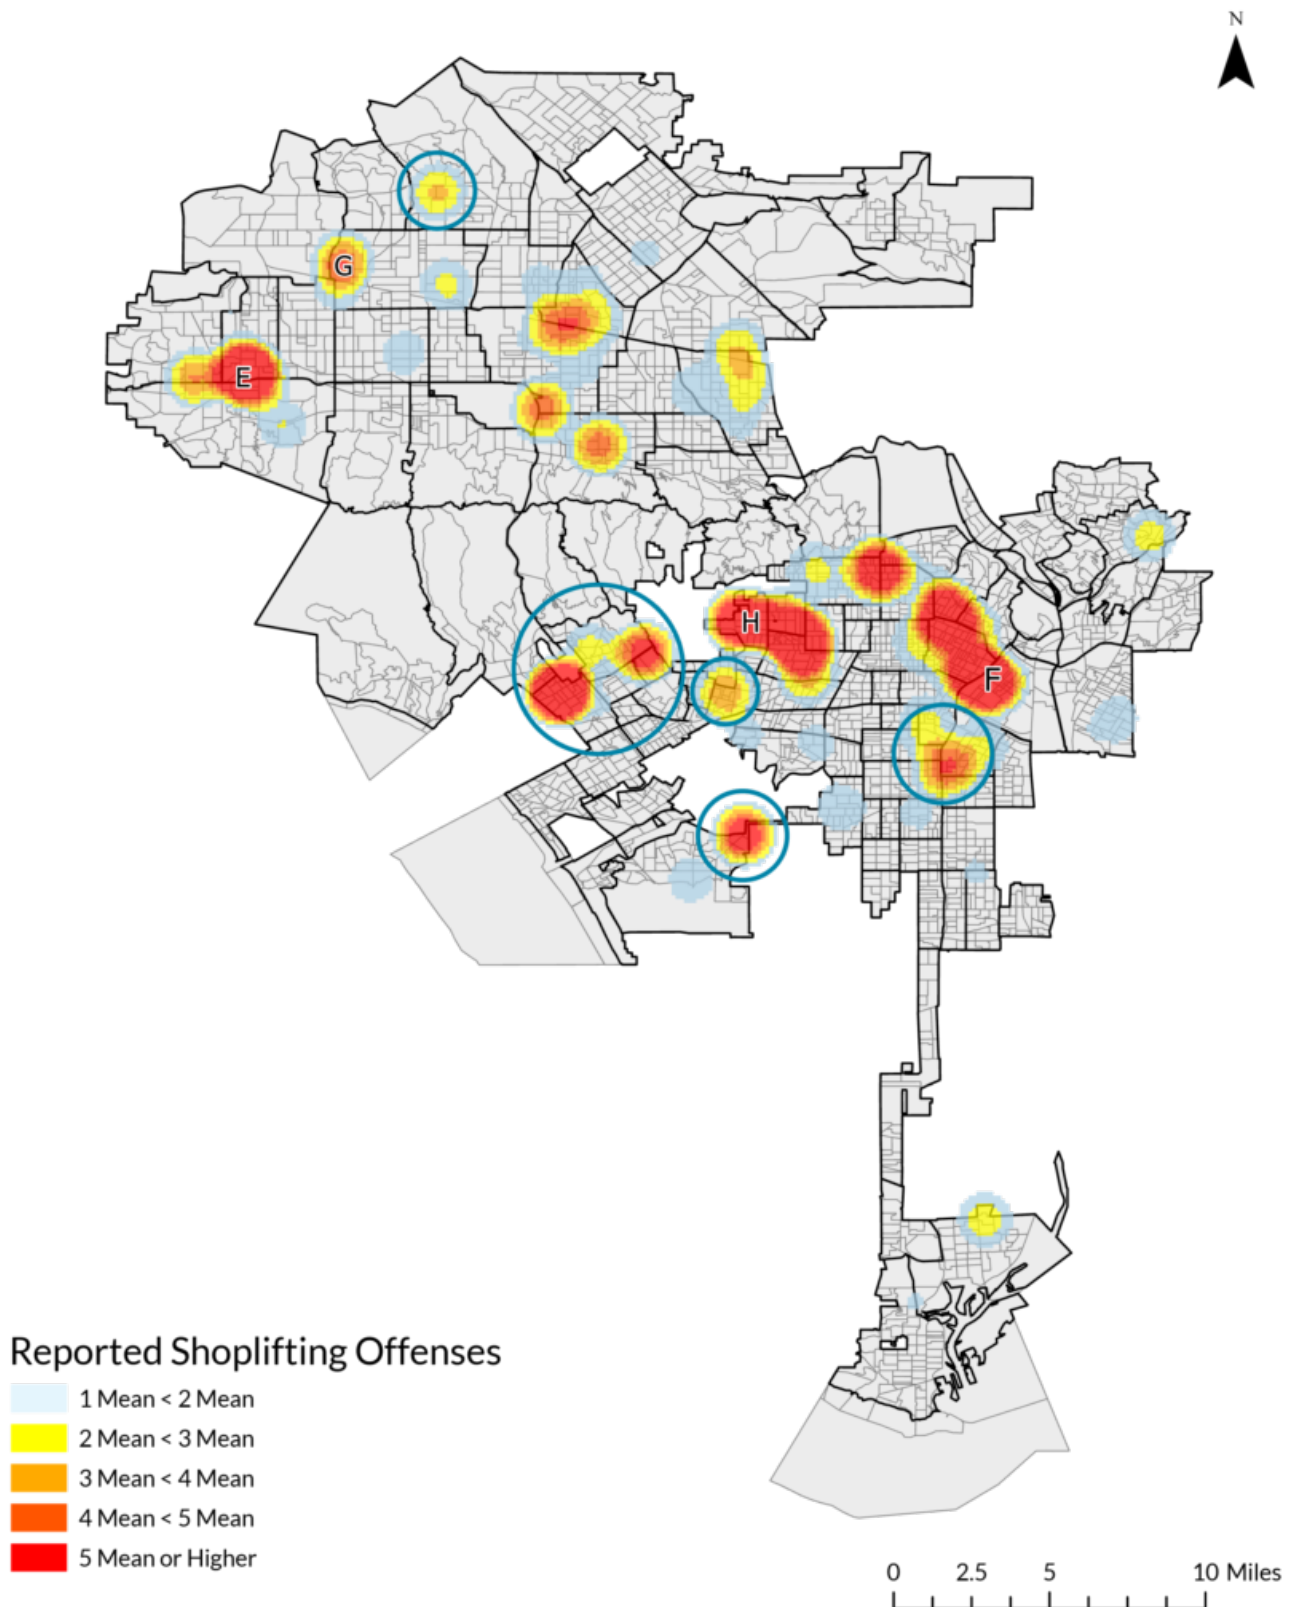 N
G
E
H
F
Reported Shoplifting Offenses
1 Mean < 2 Mean
2 Mean < 3 Mean
3 Mean < 4 Mean
4 Mean < 5 Mean
5 Mean or Higher
0 2.5 5 10 Miles